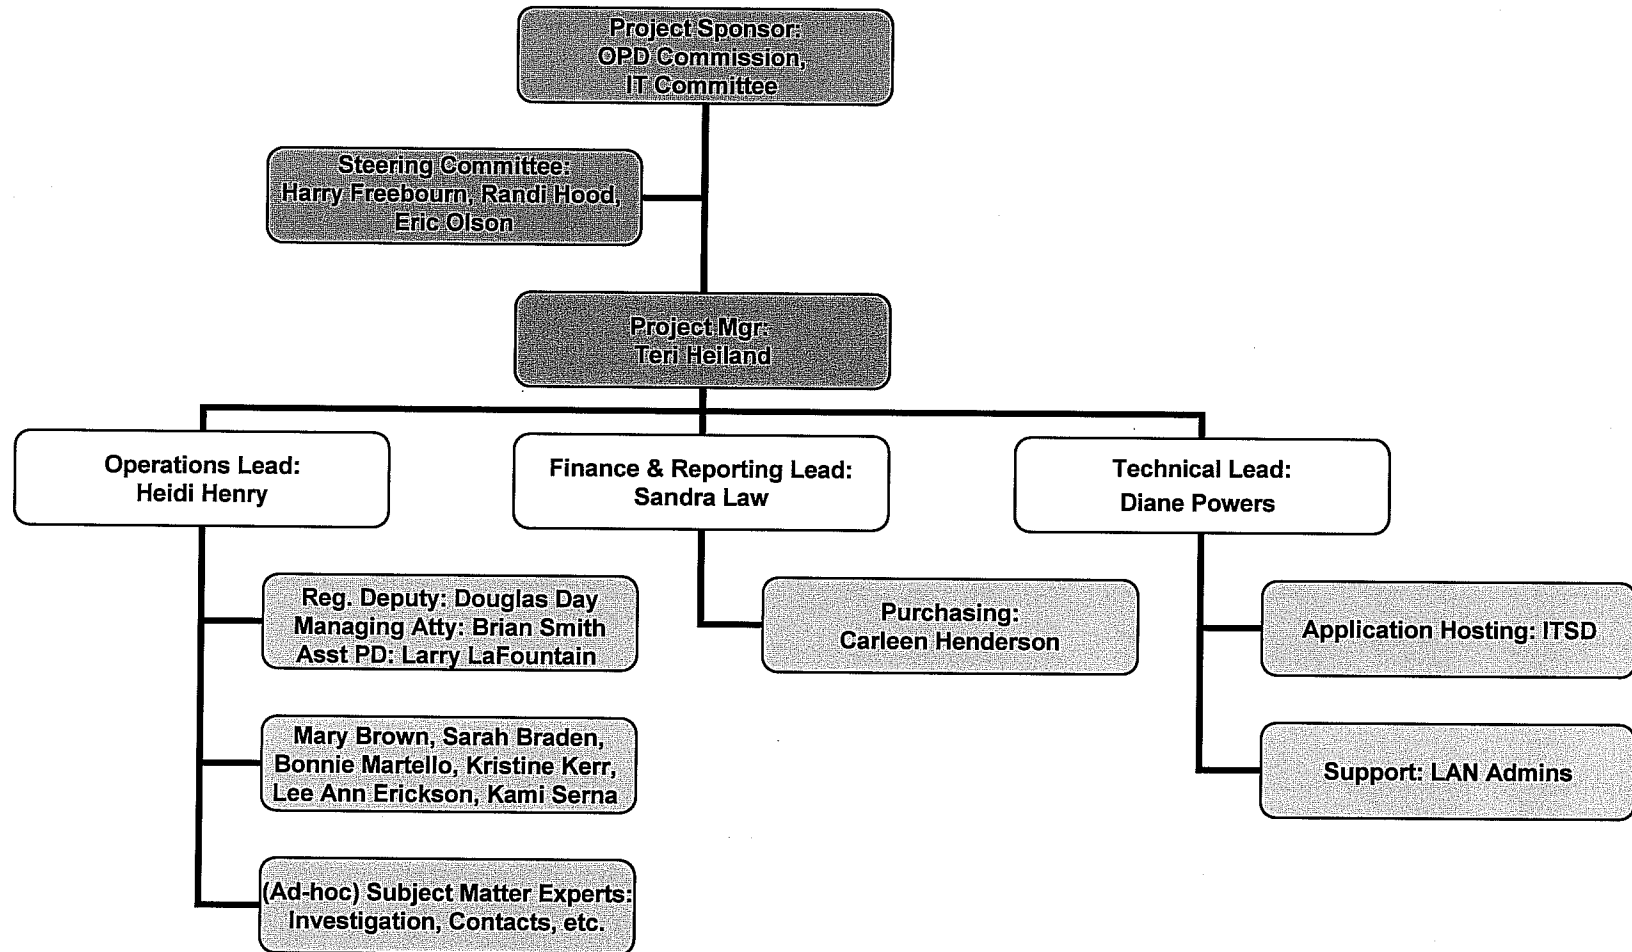 Project Sponsor:
OPD Commission,
IT Committee
Steering Committee:
Harry Freebourn, Randi Hood,
Eric Olson
Project Mgr:
Teri Heiland
Operations Lead:
Heidi Henry
Finance & Reporting Lead:
Sandra Law
Technical Lead:
Diane Powers
Reg. Deputy: Douglas Day
Managing Atty: Brian Smith
Asst PD: Larry LaFountain
Mary Brown, Sarah Braden,
Bonnie Martello, Kristine Kerr,
Lee Ann Erickson, Kami Serna
(Ad-hoc) Subject Matter Experts:
Investigation, Contacts, etc.
Purchasing:
Carleen Henderson
Application Hosting: ITSD
Support: LAN Admins